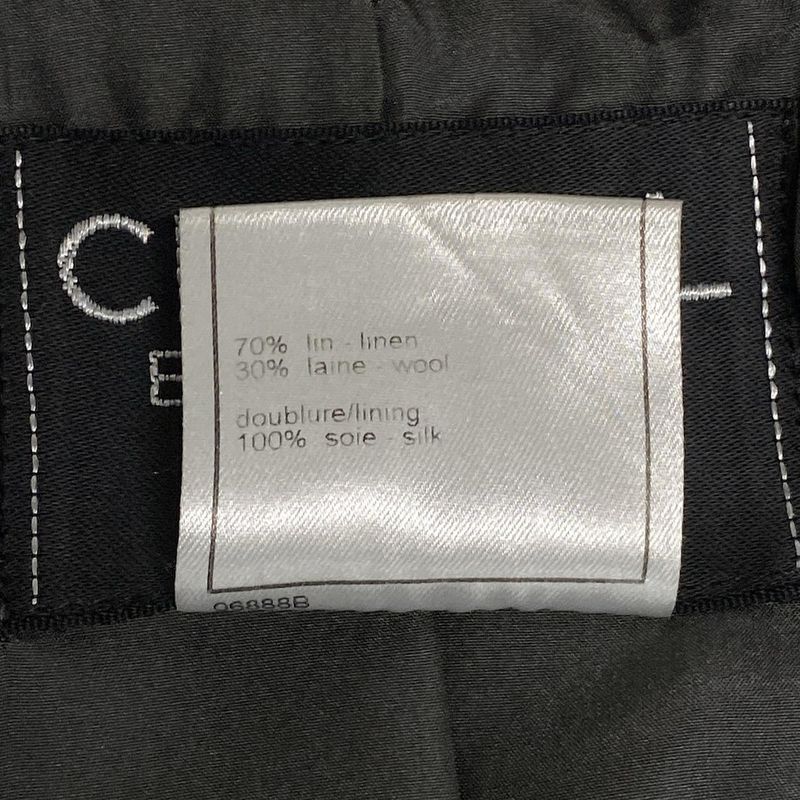 C L
B
70% lin - linen
30% laine - wool
doublure/lining
100% soie - silk
06888B